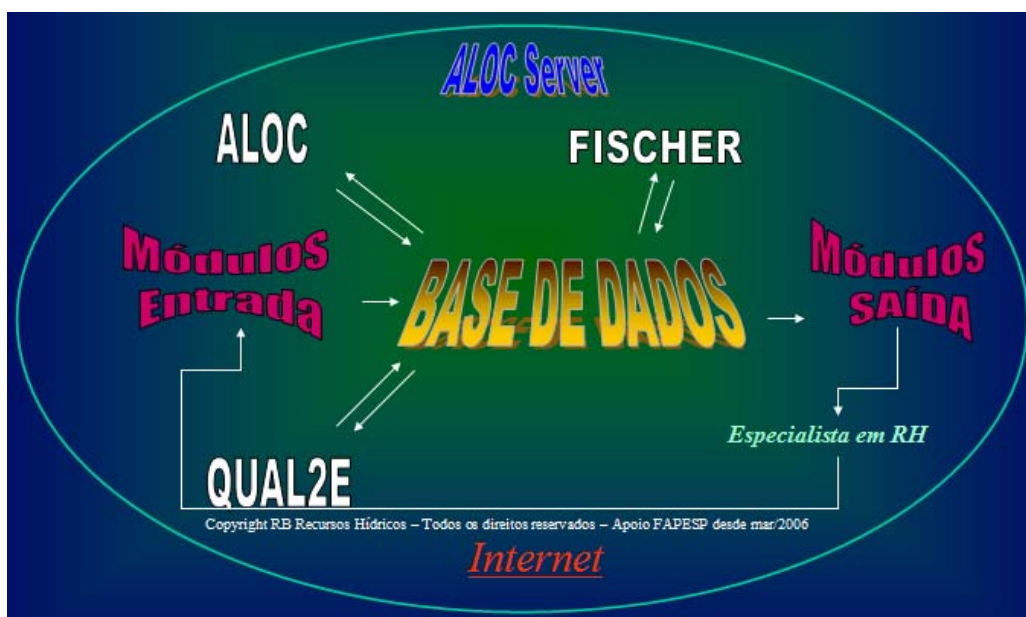 ALOC Server
ALOC
FISCHER
Módulos
Entrada
BASE DE DADOS
Módulos
SAÍDA
Especialista em RH
QUAL2E
Copyright RB Recursos Hídricos – Todos os direitos reservados – Apoio FAPESP desde mar/2006
Internet